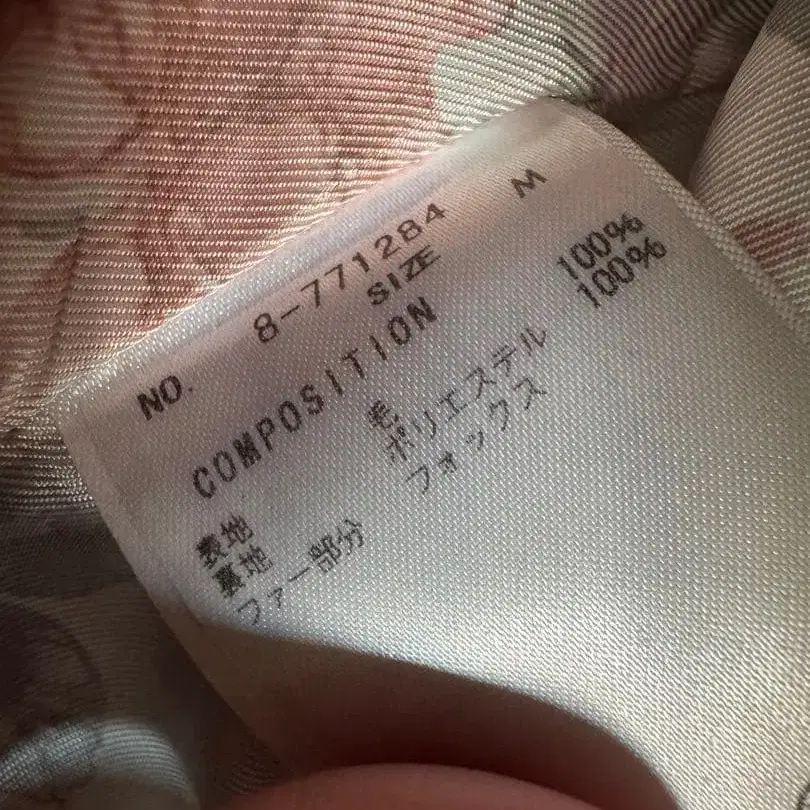 NO. 8-771284 M
SIZE
COMPOSITION
表地 毛 100%
裏地 ポリエステル 100%
ファー部分 フォックス